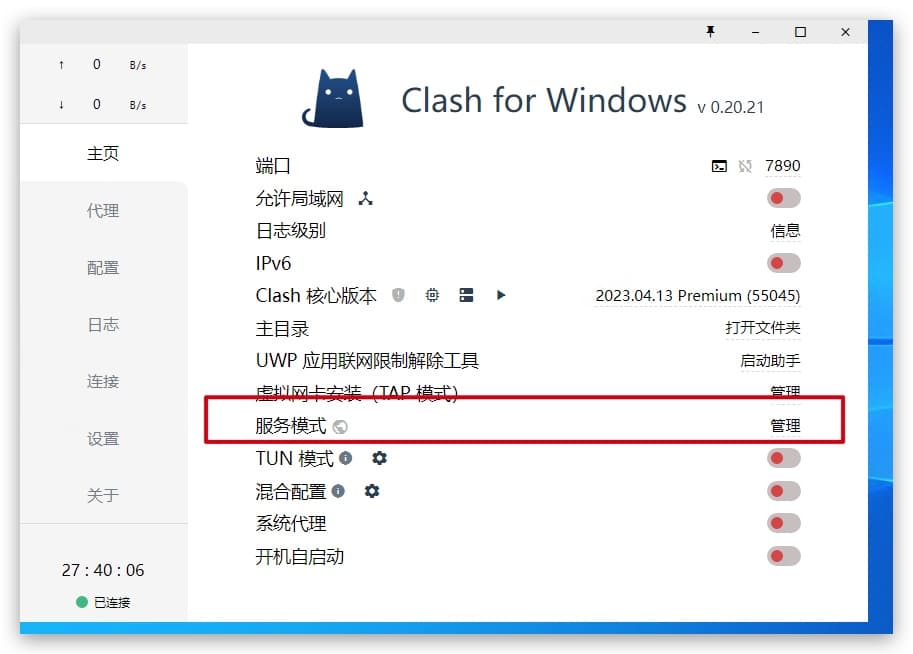 ↑ 0 B/s
↓ 0 B/s
主页
代理
配置
日志
连接
设置
关于
27 : 40 : 06
已连接
Clash for Windows v 0.20.21
端口 7890
允许局域网
日志级别 信息
IPv6
Clash 核心版本 2023.04.13 Premium (55045)
主目录 打开文件夹
UWP 应用联网限制解除工具 启动助手
虚拟网卡安装（TAP 模式） 管理
服务模式 管理
TUN 模式
混合配置
系统代理
开机自启动